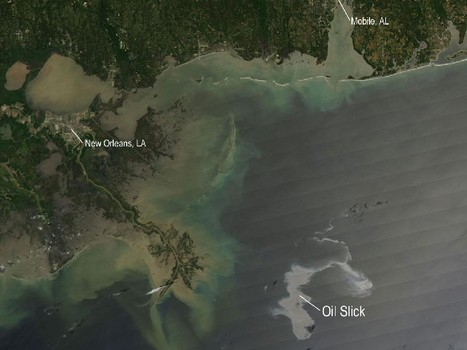 Mobile, AL
New Orleans, LA
Oil Slick